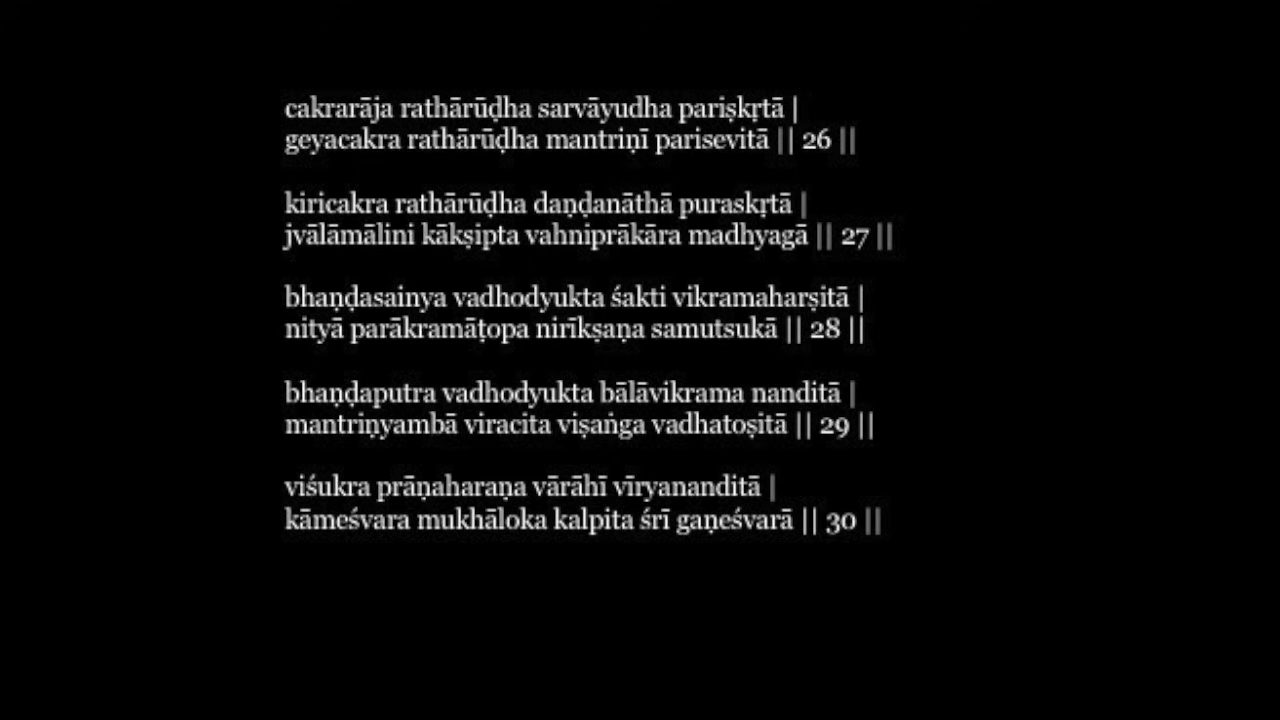 cakrarāja rathārūḍha sarvāyudha pariṣkṛtā |
geyacakra rathārūḍha mantriṇī parisevitā || 26 ||
kiricakra rathārūḍha daṇḍanāthā puraskṛtā |
jvālāmālini kākṣipta vahniprākāra madhyagā || 27 ||
bhaṇḍasainya vadhodyukta śakti vikramaharṣitā |
nityā parākramāṭopa nirīkṣaṇa samutsukā || 28 ||
bhaṇḍaputra vadhodyukta bālāvikrama nanditā |
mantriṇyambā viracita viṣaṅga vadhatoṣitā || 29 ||
viśukra prāṇaharaṇa vārāhī vīryananditā |
kāmeśvara mukhāloka kalpita śrī gaṇeśvarā || 30 ||